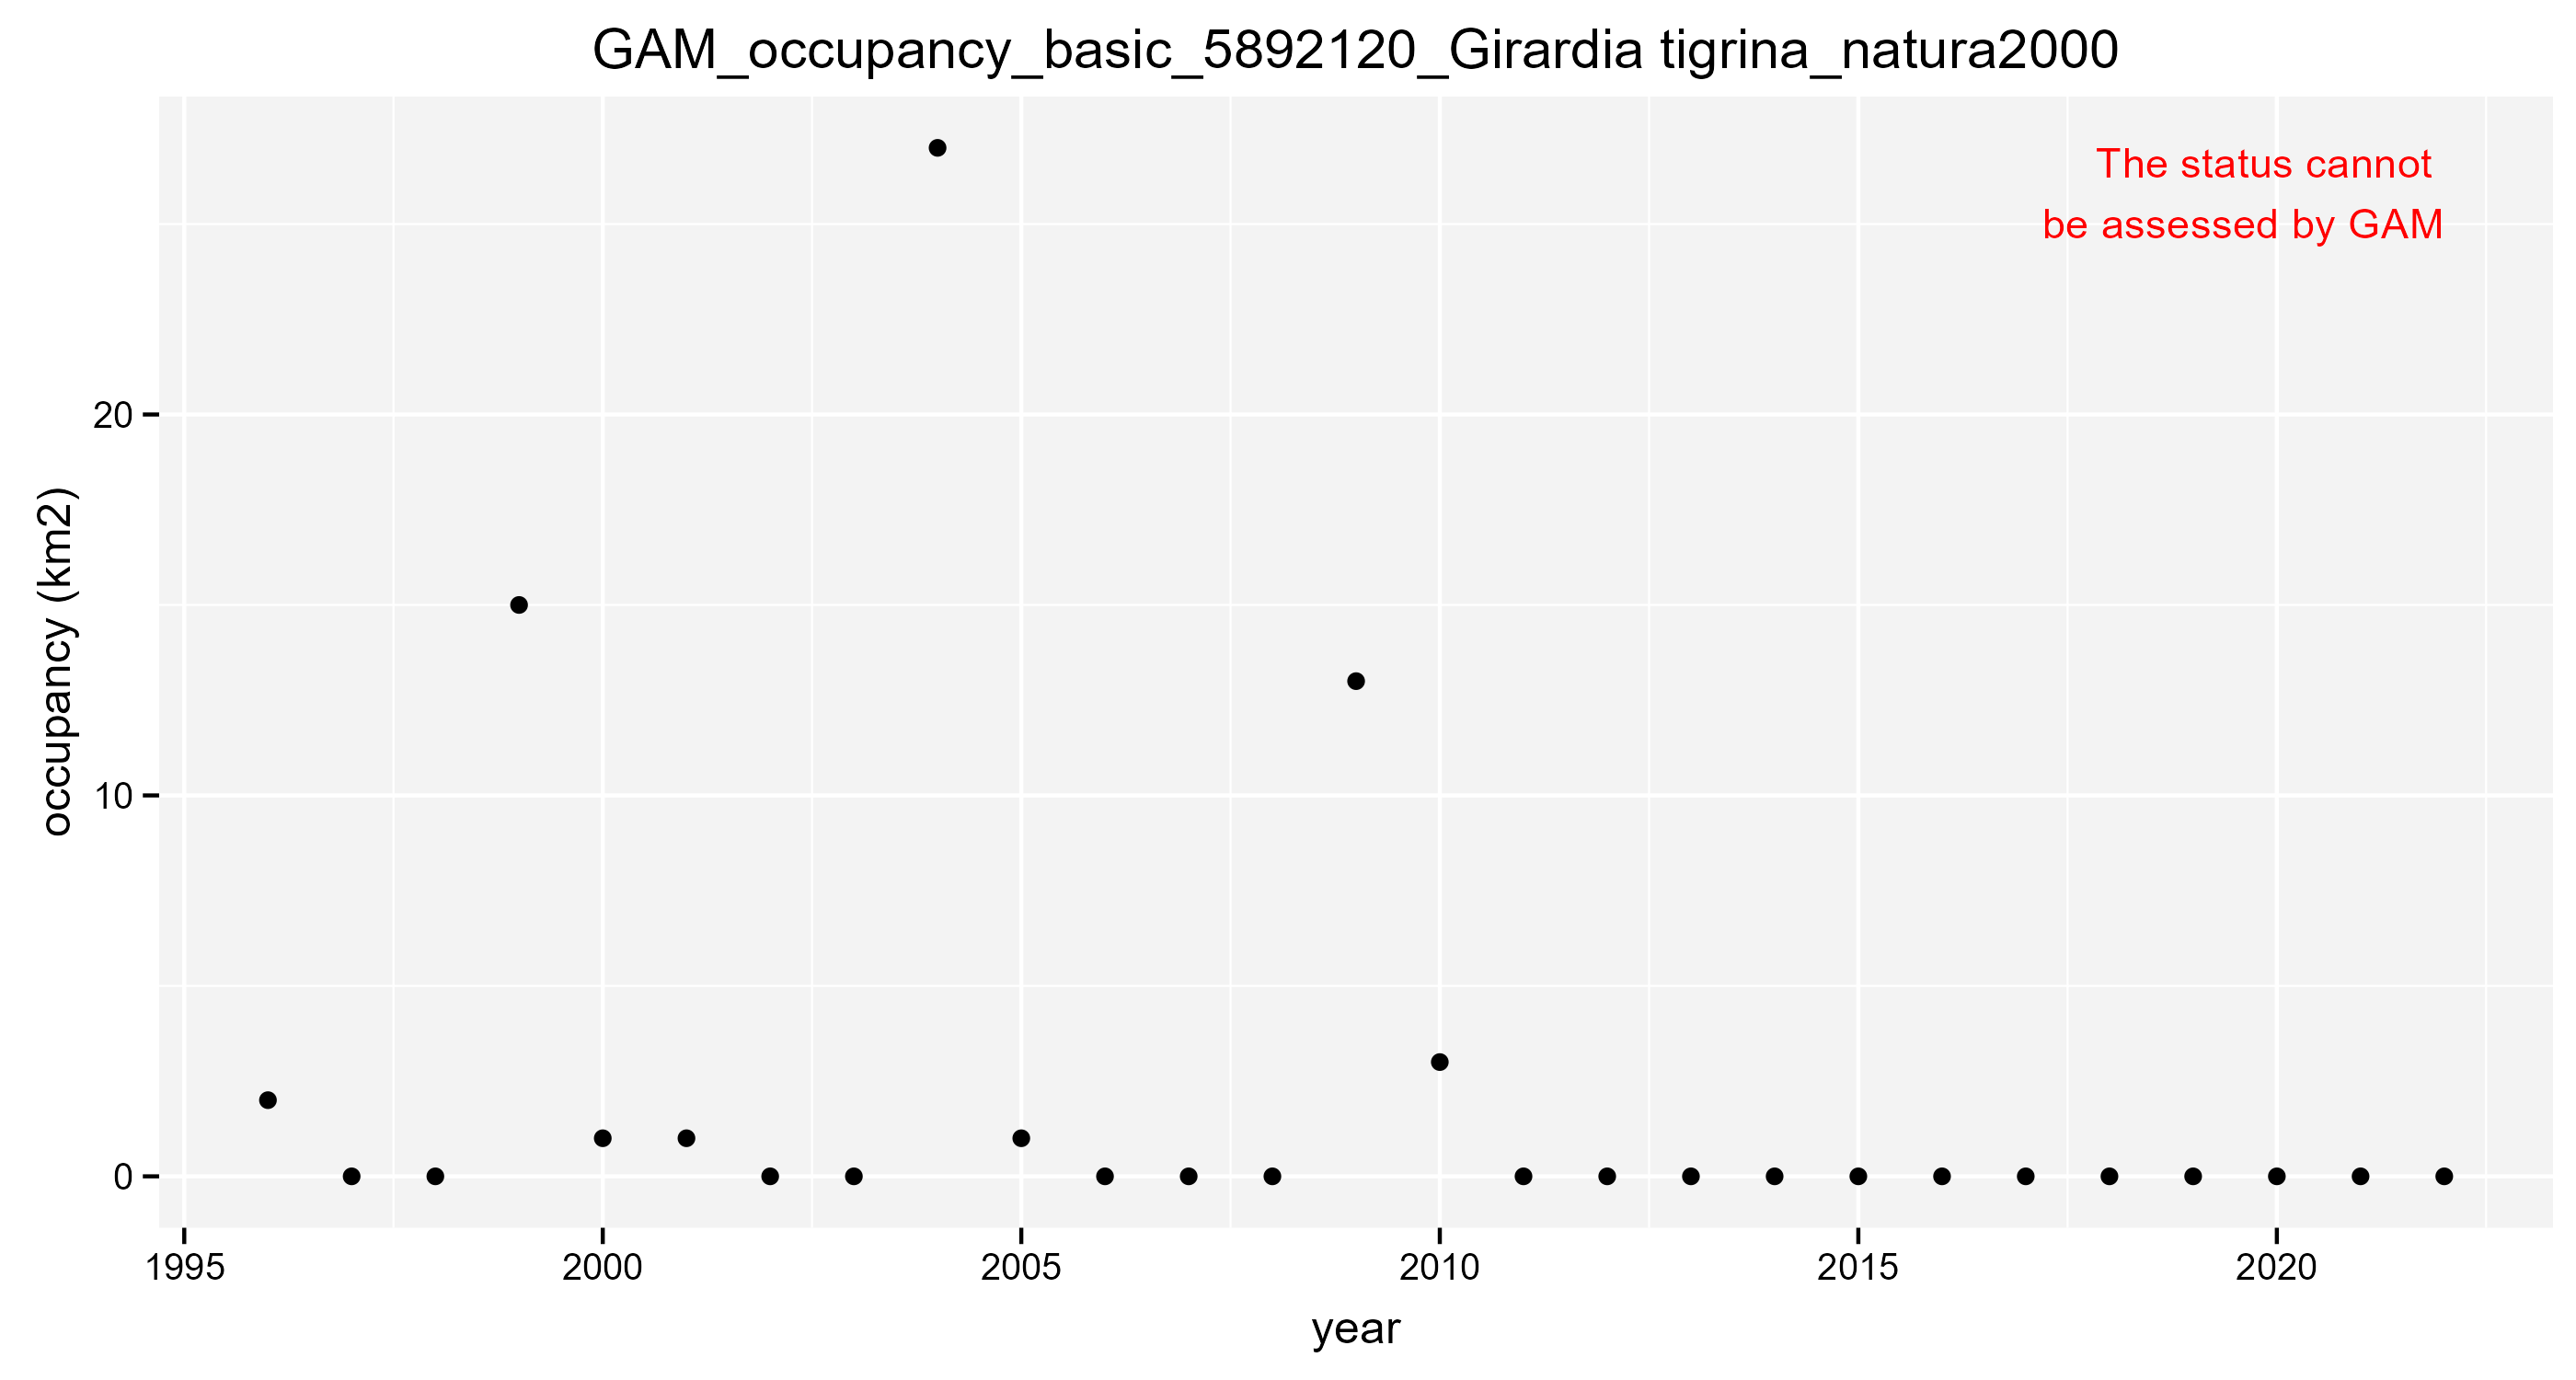 GAM_occupancy_basic_5892120_Girardia tigrina_natura2000
The status cannot
be assessed by GAM
20
10
0
occupancy (km2)
1995 2000 2005 2010 2015 2020
year